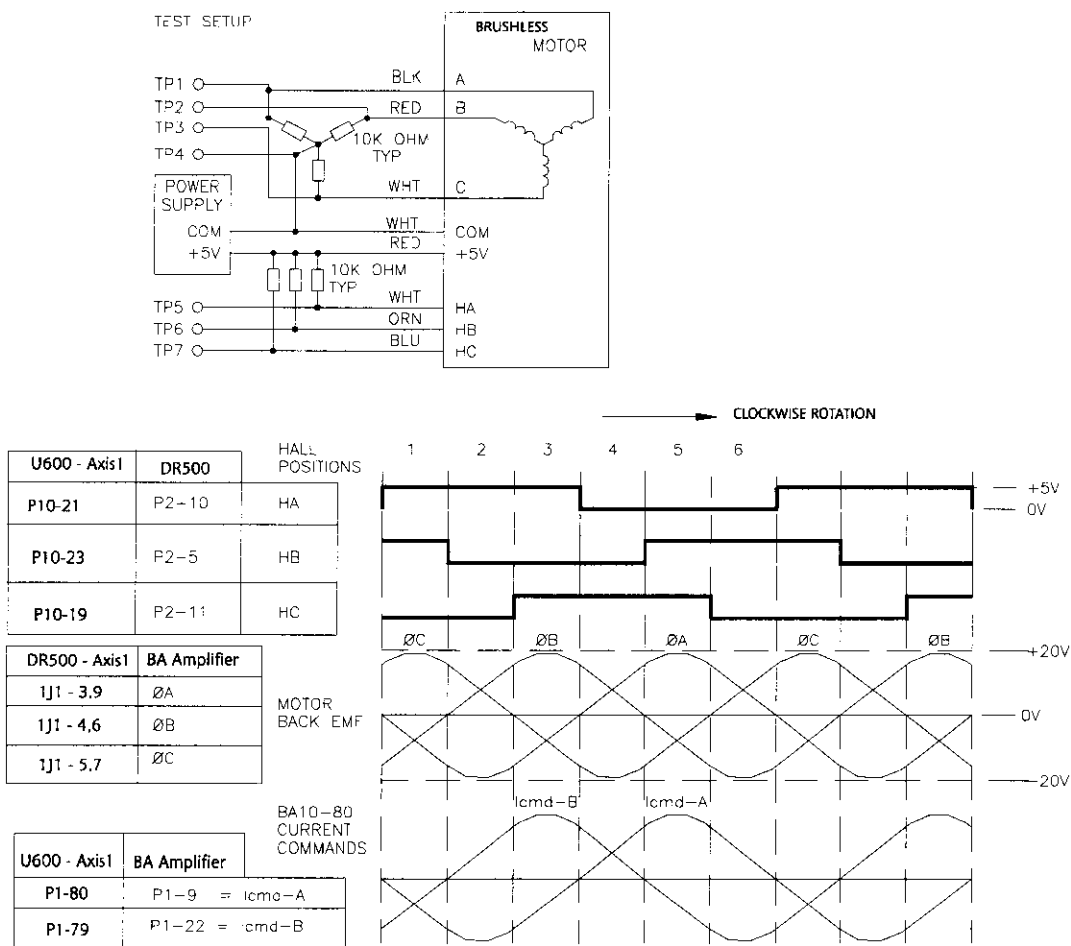 TEST SETUP
BRUSHLESS
MOTOR
TP1
BLK
A
TP2
RED
B
TP3
10K OHM
TYP
TP4
POWER
SUPPLY
WHT
C
COM
WHT
COM
+5V
RED
+5V
10K OHM
TYP
TP5
WHT
HA
TP6
ORN
HB
TP7
BLU
HC
CLOCKWISE ROTATION
U600 - Axis1 DR500
HALL
POSITIONS
1 2 3 4 5 6
P10-21 P2-10 HA
+5V
0V
P10-23 P2-5 HB
P10-19 P2-11 HC
DR500 - Axis1 BA Amplifier
1J1 - 3,9 ØA
1J1 - 4,6 ØB
1J1 - 5,7 ØC
MOTOR
BACK EMF
ØC ØB ØA ØC ØB
+20V
0V
-20V
BA10-80
CURRENT
COMMANDS
Icmd-B Icmd-A
U600 - Axis1 BA Amplifier
P1-80 P1-9 = Icmd-A
P1-79 P1-22 = Icmd-B